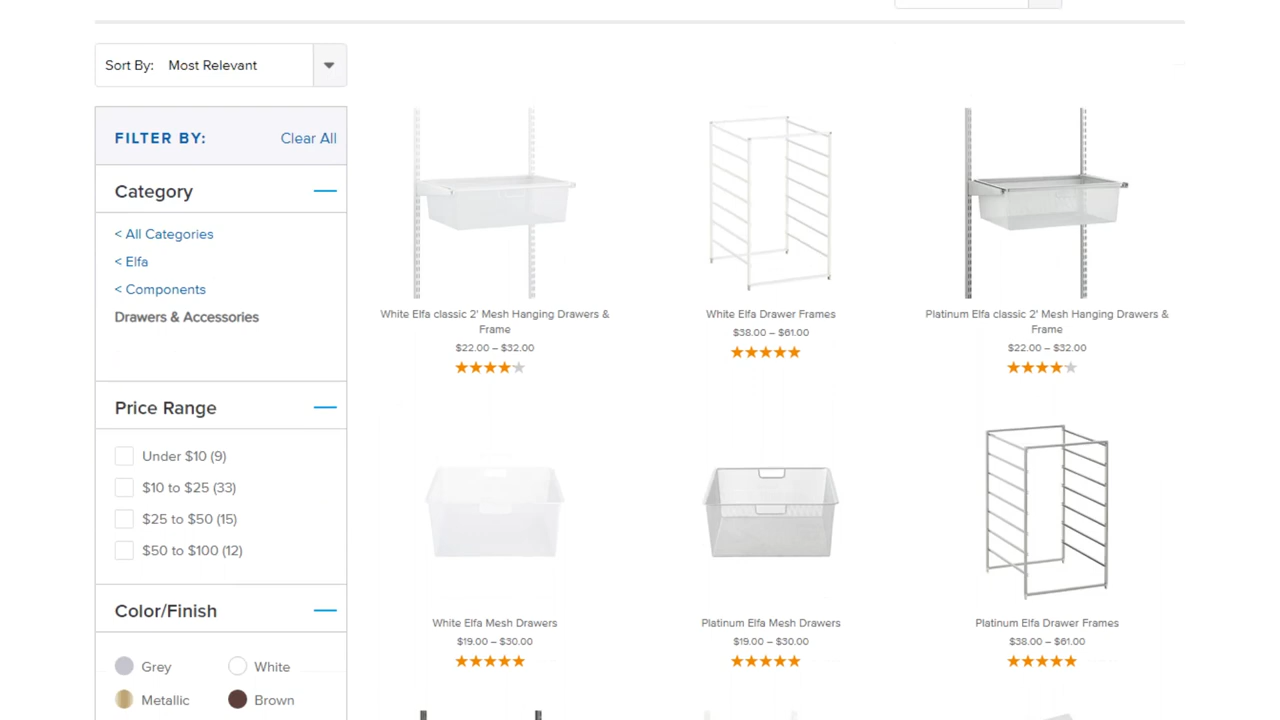 Sort By: Most Relevant
FILTER BY: Clear All
Category
< All Categories
< Elfa
< Components
Drawers & Accessories
Price Range
Under $10 (9)
$10 to $25 (33)
$25 to $50 (15)
$50 to $100 (12)
Color/Finish
Grey
White
Metallic
Brown
White Elfa classic 2' Mesh Hanging Drawers &
Frame
$22.00 – $32.00
White Elfa Drawer Frames
$38.00 – $61.00
Platinum Elfa classic 2' Mesh Hanging Drawers &
Frame
$22.00 – $32.00
White Elfa Mesh Drawers
$19.00 – $30.00
Platinum Elfa Mesh Drawers
$19.00 – $30.00
Platinum Elfa Drawer Frames
$38.00 – $61.00